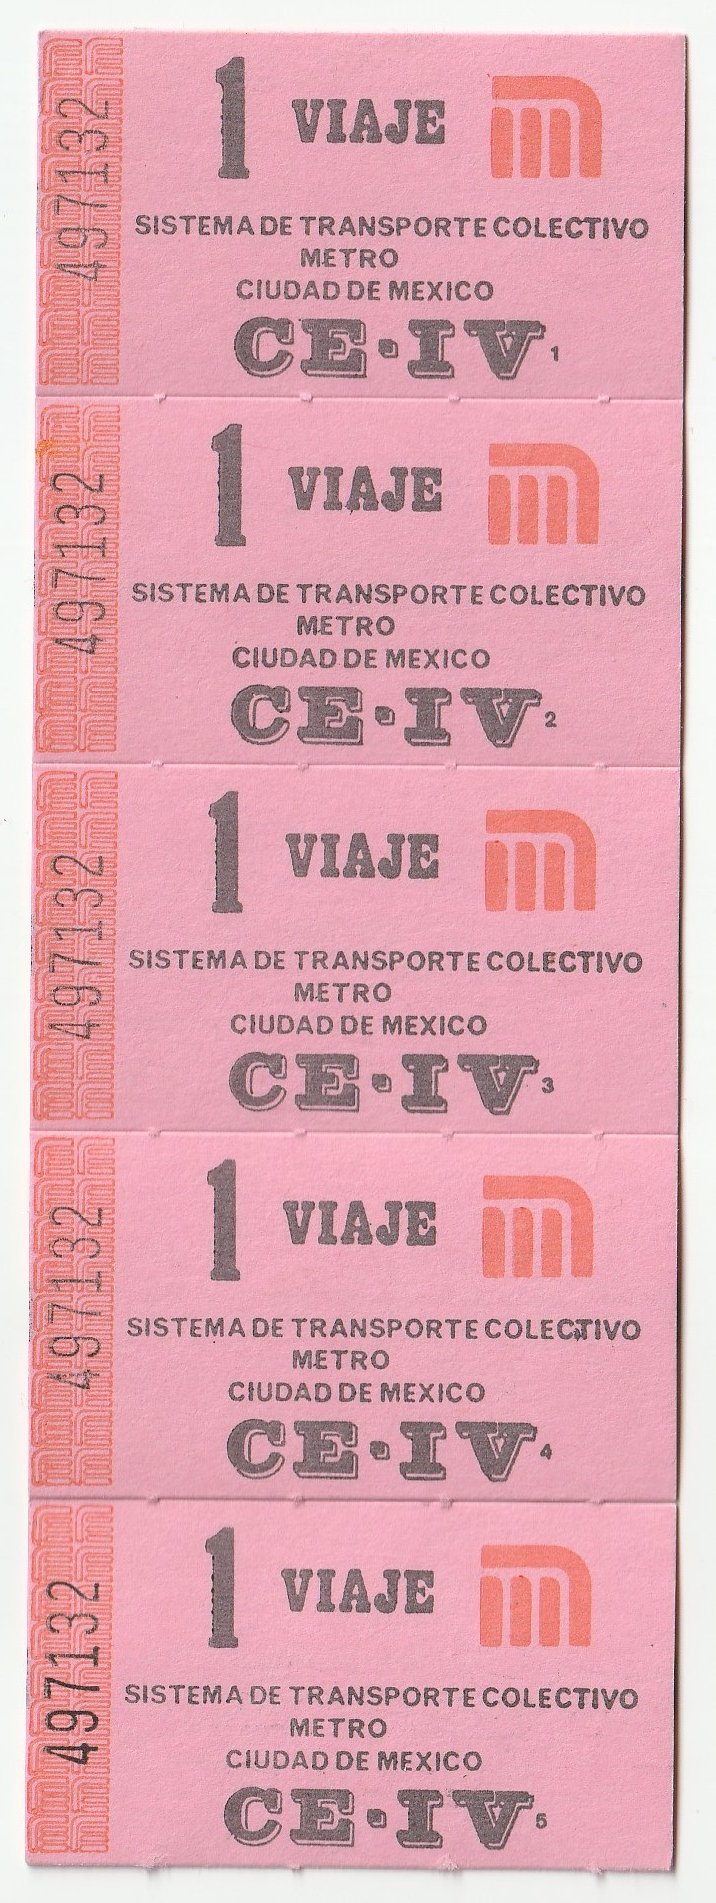 497132
1 VIAJE
SISTEMA DE TRANSPORTE COLECTIVO
METRO
CIUDAD DE MEXICO
CE·IV 1
497132
1 VIAJE
SISTEMA DE TRANSPORTE COLECTIVO
METRO
CIUDAD DE MEXICO
CE·IV 2
497132
1 VIAJE
SISTEMA DE TRANSPORTE COLECTIVO
METRO
CIUDAD DE MEXICO
CE·IV 3
497132
1 VIAJE
SISTEMA DE TRANSPORTE COLECTIVO
METRO
CIUDAD DE MEXICO
CE·IV 4
497132
1 VIAJE
SISTEMA DE TRANSPORTE COLECTIVO
METRO
CIUDAD DE MEXICO
CE·IV 5